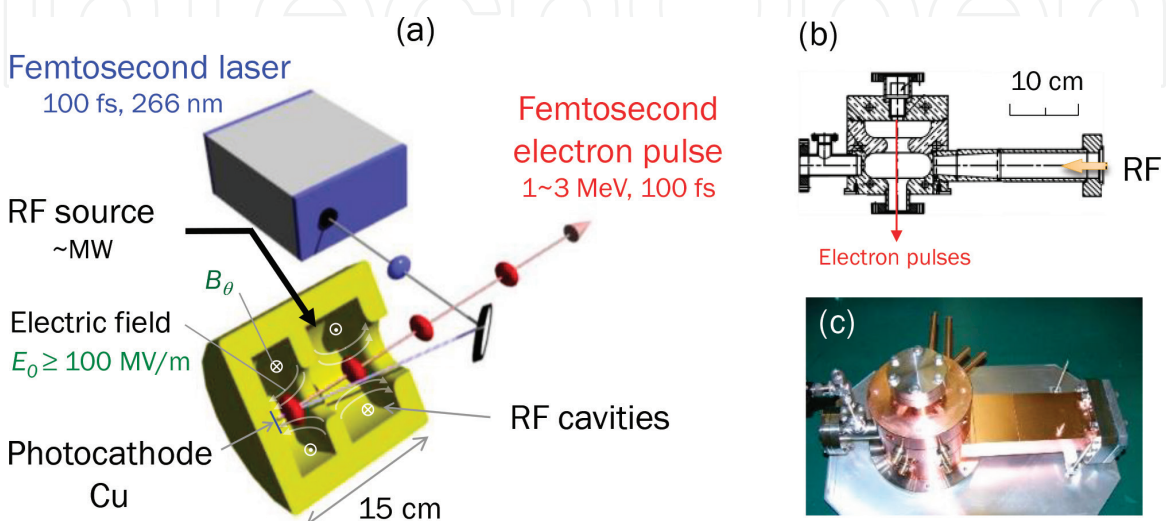 (a)
Femtosecond laser
100 fs, 266 nm
Femtosecond
electron pulse
1~3 MeV, 100 fs
RF source
~MW
Bθ
Electric field
E0 ≥ 100 MV/m
Photocathode
Cu
RF cavities
15 cm
(b)
10 cm
RF
Electron pulses
(c)